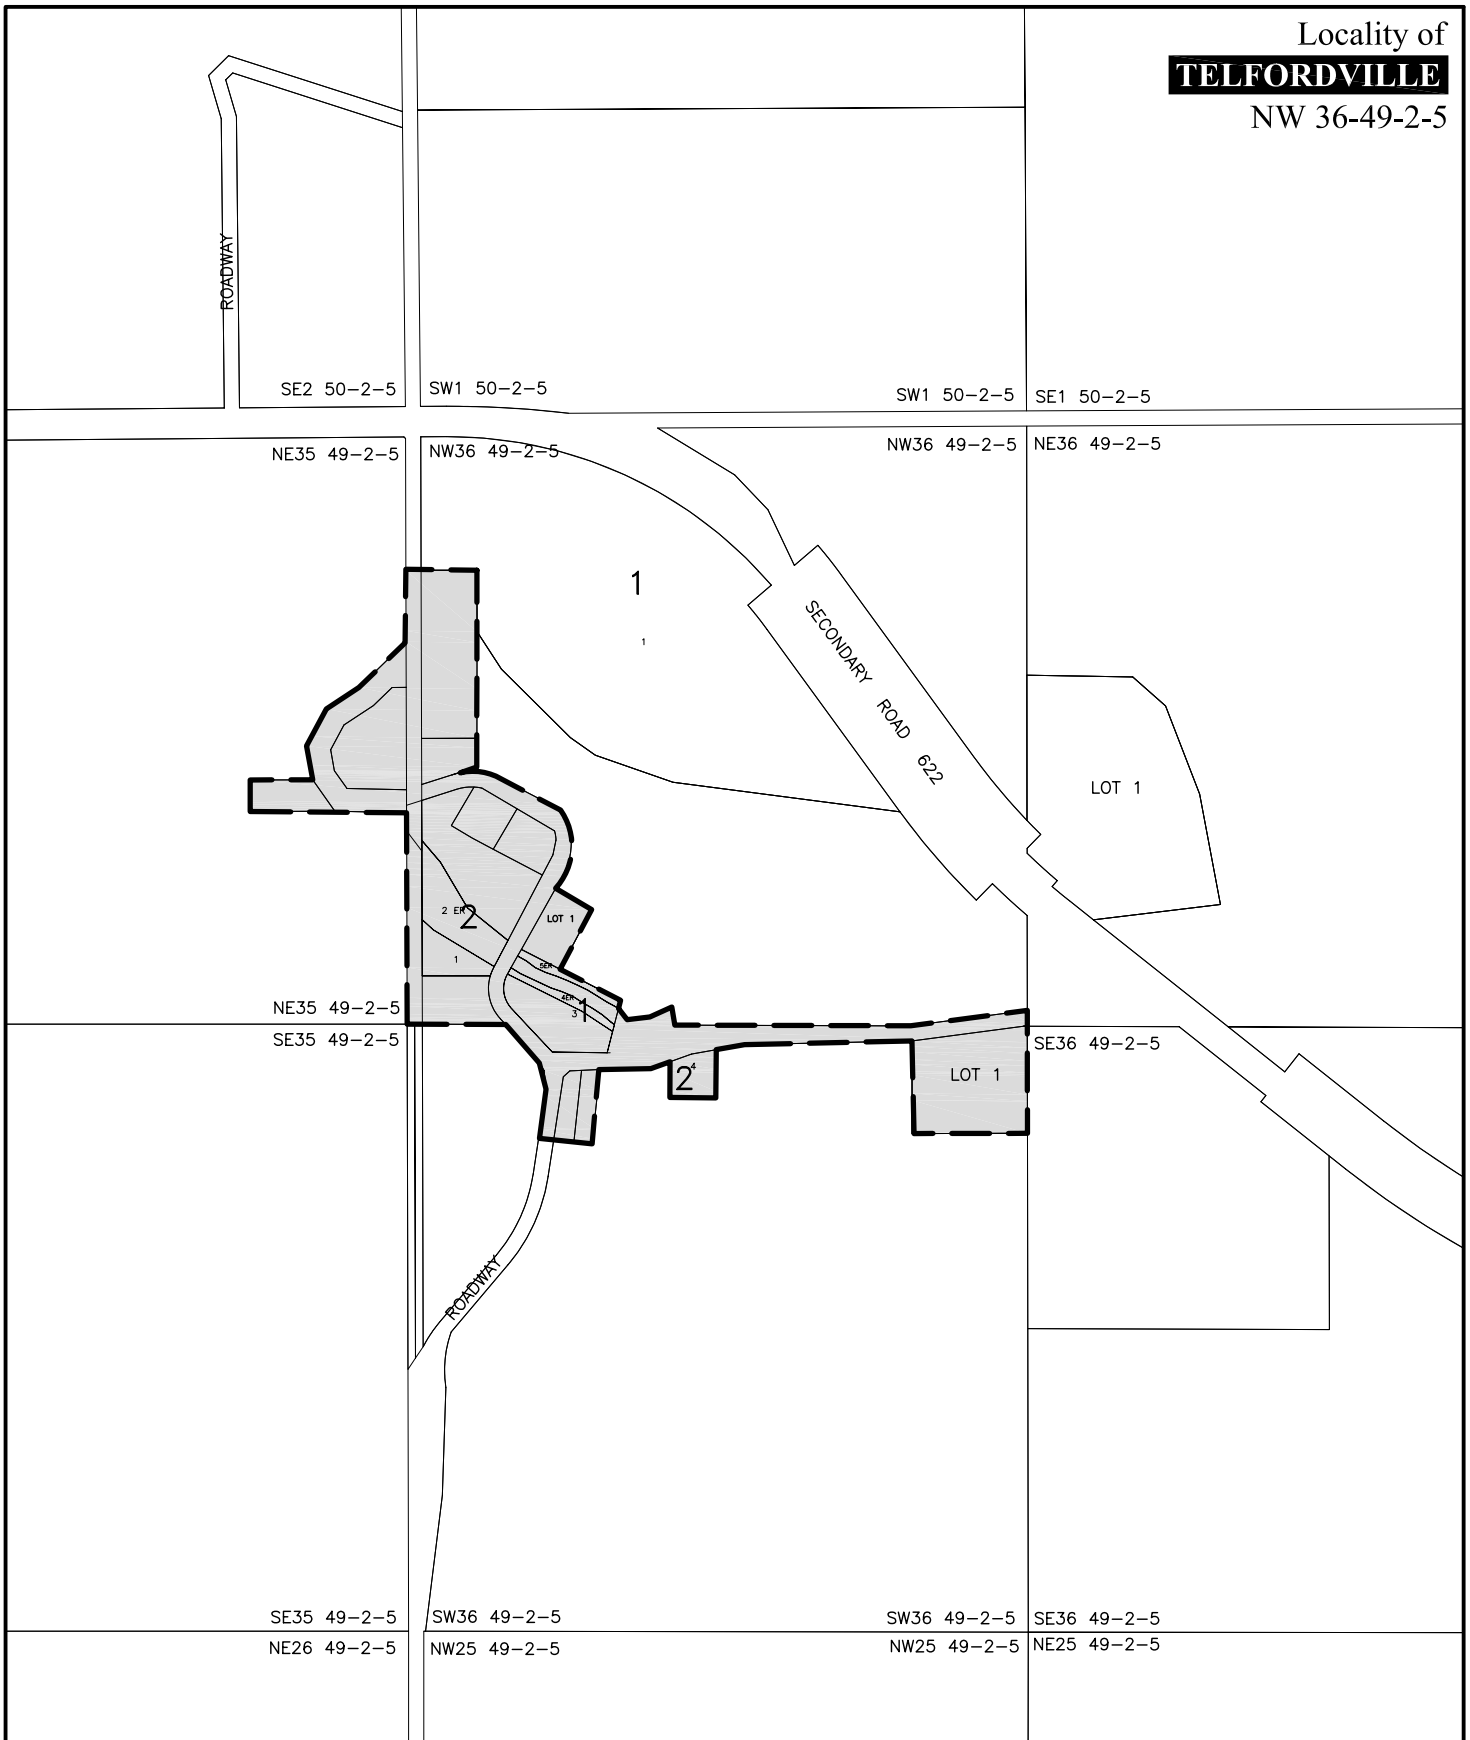 Locality of
TELFORDVILLE
NW 36-49-2-5
ROADWAY
SE2 50-2-5
SW1 50-2-5
SW1 50-2-5
SE1 50-2-5
NE35 49-2-5
NW36 49-2-5
NW36 49-2-5
NE36 49-2-5
1
1
SECONDARY ROAD 622
LOT 1
2 ER
2
LOT 1
1
5ER
4ER
3
1
NE35 49-2-5
SE35 49-2-5
SE36 49-2-5
2
4
LOT 1
ROADWAY
SE35 49-2-5
SW36 49-2-5
SW36 49-2-5
SE36 49-2-5
NE26 49-2-5
NW25 49-2-5
NW25 49-2-5
NE25 49-2-5